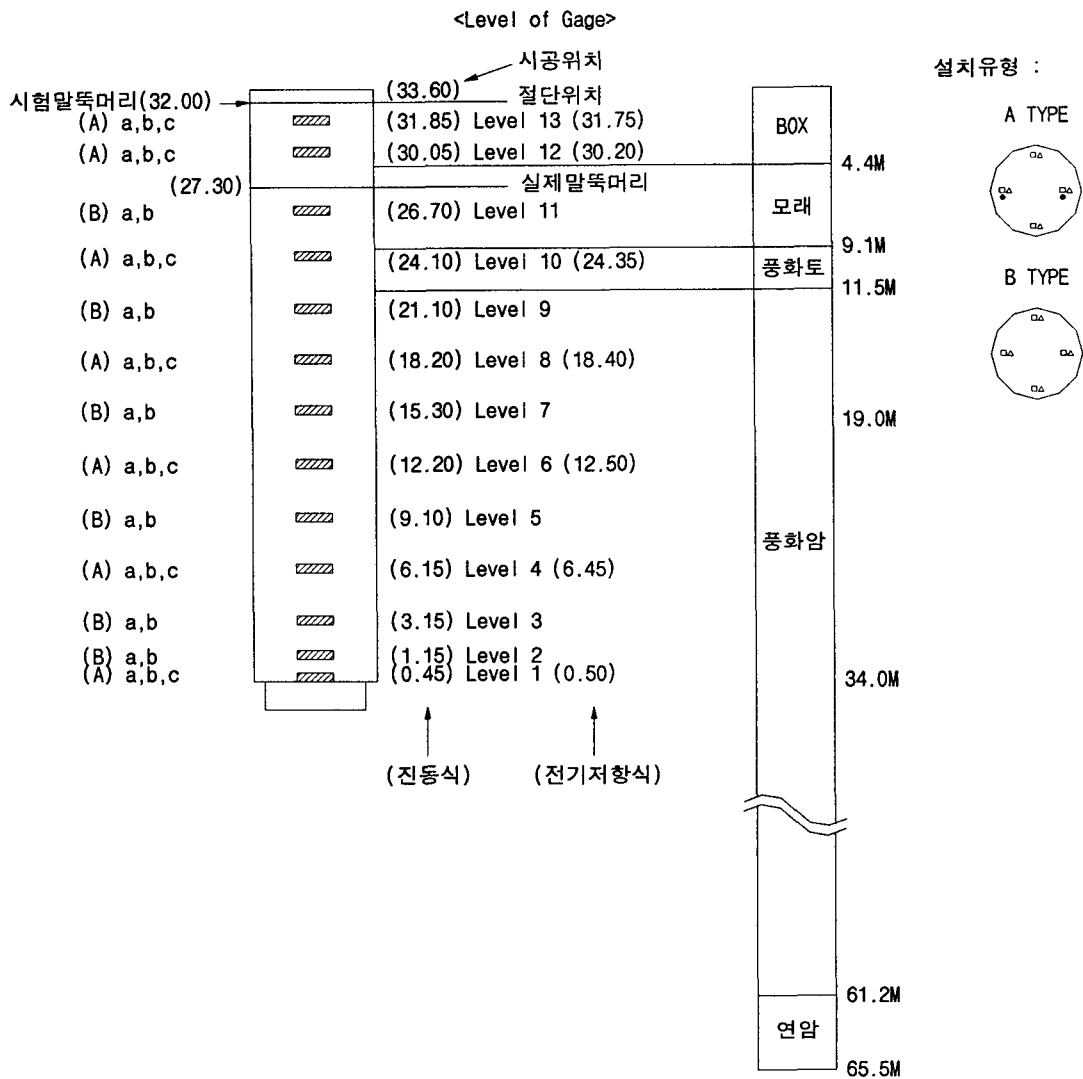 <Level of Gage>
시공위치
설치유형 :
(33.60)
시험말뚝머리(32.00)
절단위치
(A) a,b,c
(31.85) Level 13 (31.75)
BOX
A TYPE
(A) a,b,c
(30.05) Level 12 (30.20)
4.4M
(27.30)
실제말뚝머리
(B) a,b
(26.70) Level 11
모래
9.1M
(A) a,b,c
(24.10) Level 10 (24.35)
풍화토
B TYPE
11.5M
(B) a,b
(21.10) Level 9
(A) a,b,c
(18.20) Level 8 (18.40)
(B) a,b
(15.30) Level 7
19.0M
(A) a,b,c
(12.20) Level 6 (12.50)
(B) a,b
(9.10) Level 5
풍화암
(A) a,b,c
(6.15) Level 4 (6.45)
(B) a,b
(3.15) Level 3
(B) a,b
(1.15) Level 2
(A) a,b,c
(0.45) Level 1 (0.50)
34.0M
(진동식)
(전기저항식)
61.2M
연암
65.5M